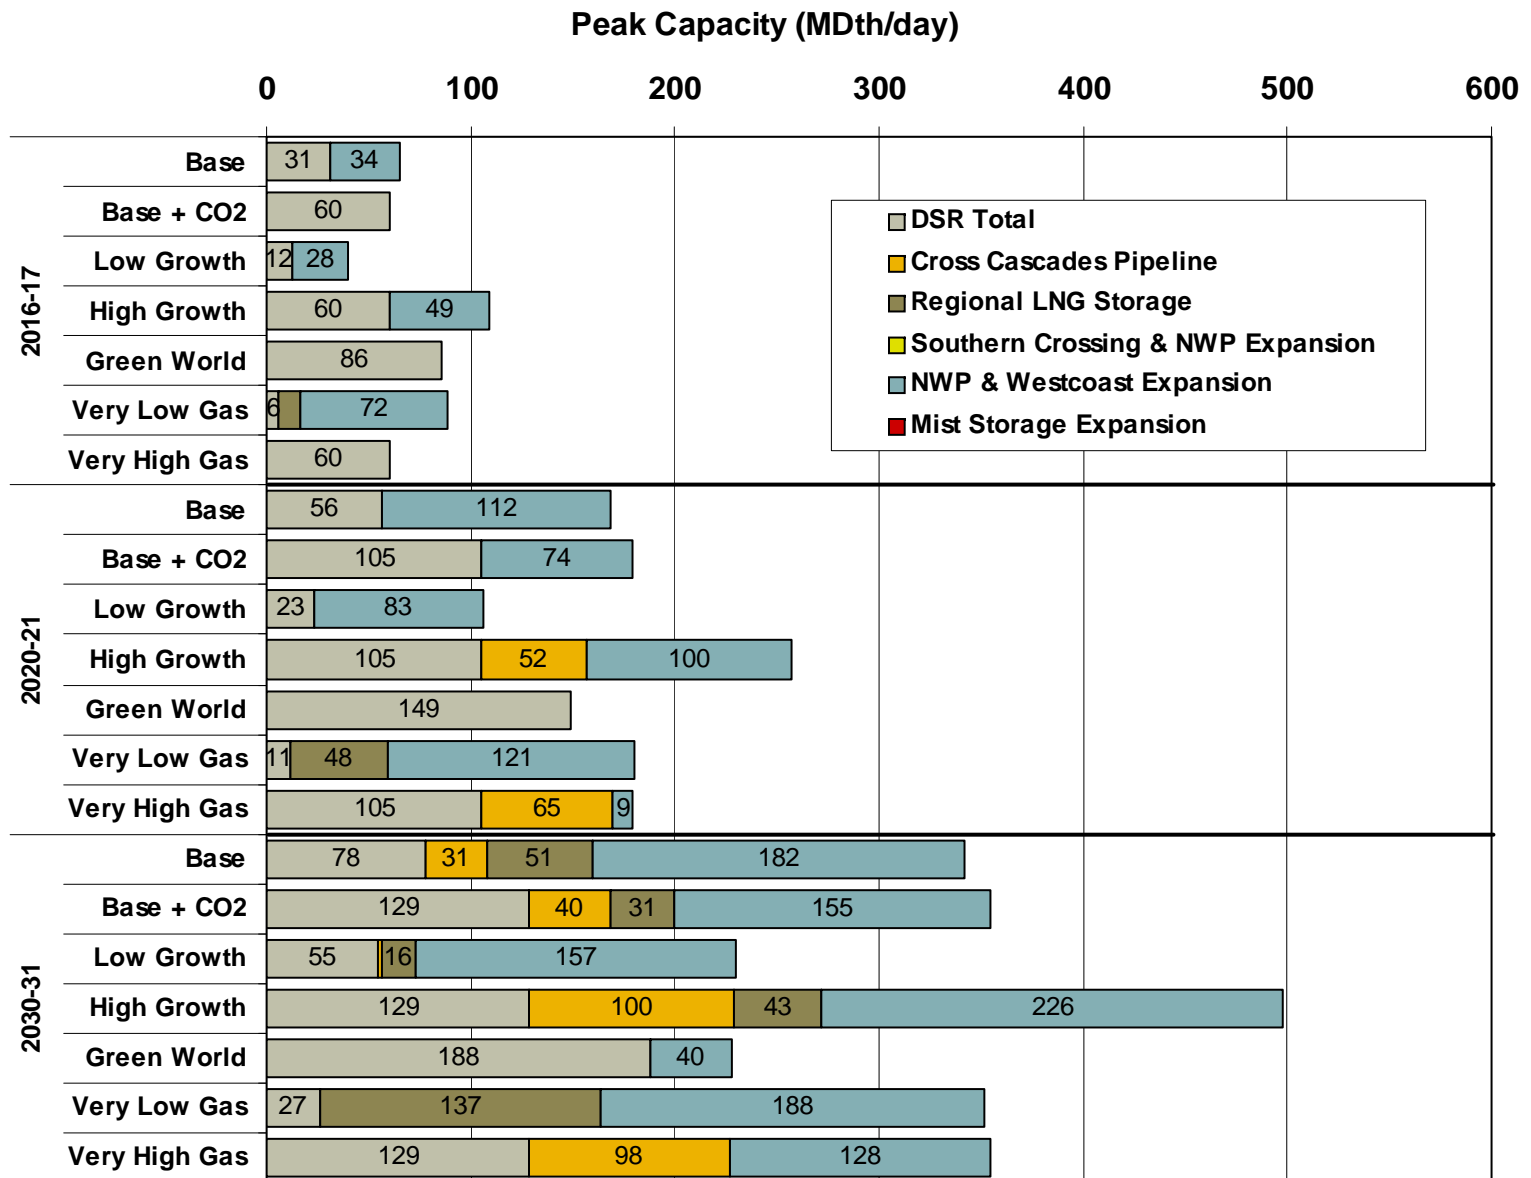 Peak Capacity (MDth/day)
0 100 200 300 400 500 600
2016-17
Base 31 34
Base + CO2 60
Low Growth 12 28
High Growth 60 49
Green World 86
Very Low Gas 6 72
Very High Gas 60
DSR Total
Cross Cascades Pipeline
Regional LNG Storage
Southern Crossing & NWP Expansion
NWP & Westcoast Expansion
Mist Storage Expansion
2020-21
Base 56 112
Base + CO2 105 74
Low Growth 23 83
High Growth 105 52 100
Green World 149
Very Low Gas 11 48 121
Very High Gas 105 65 9
2030-31
Base 78 31 51 182
Base + CO2 129 40 31 155
Low Growth 55 16 157
High Growth 129 100 43 226
Green World 188 40
Very Low Gas 27 137 188
Very High Gas 129 98 128